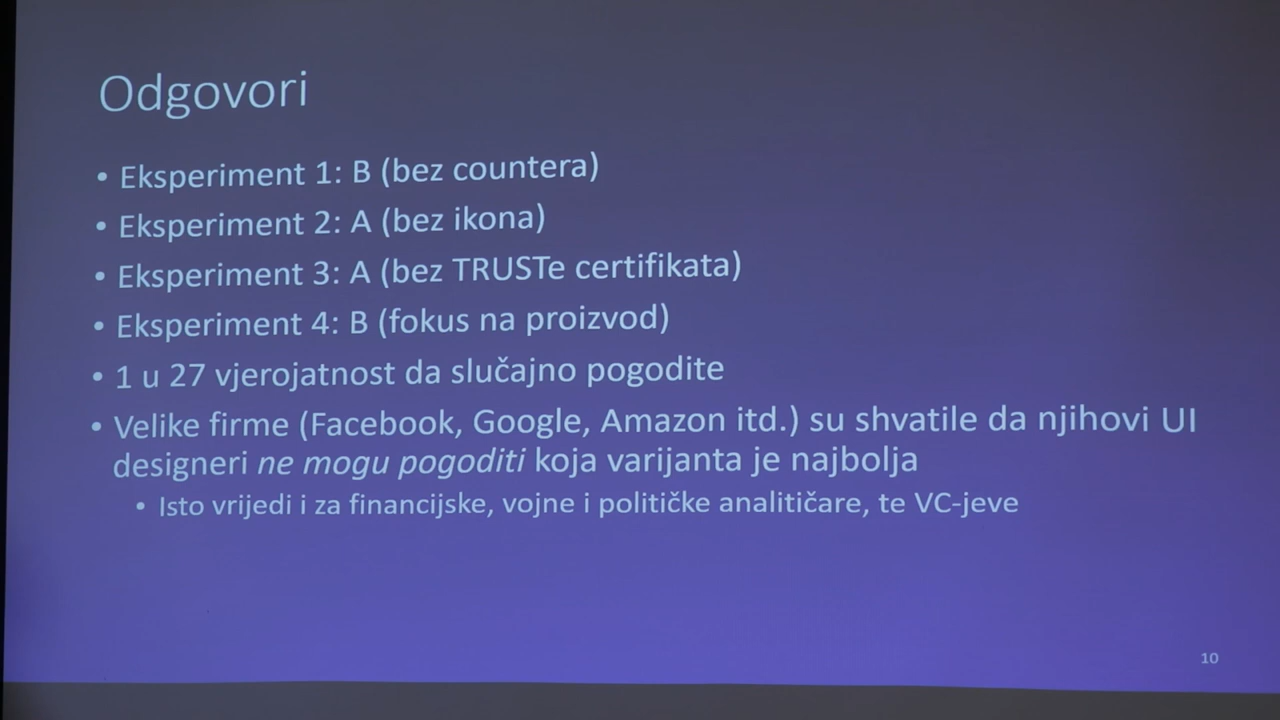 Odgovori
• Eksperiment 1: B (bez countera)
• Eksperiment 2: A (bez ikona)
• Eksperiment 3: A (bez TRUSTe certifikata)
• Eksperiment 4: B (fokus na proizvod)
• 1 u 27 vjerojatnost da slučajno pogodite
• Velike firme (Facebook, Google, Amazon itd.) su shvatile da njihovi UI
designeri ne mogu pogoditi koja varijanta je najbolja
• Isto vrijedi i za financijske, vojne i političke analitičare, te VC-jeve
10